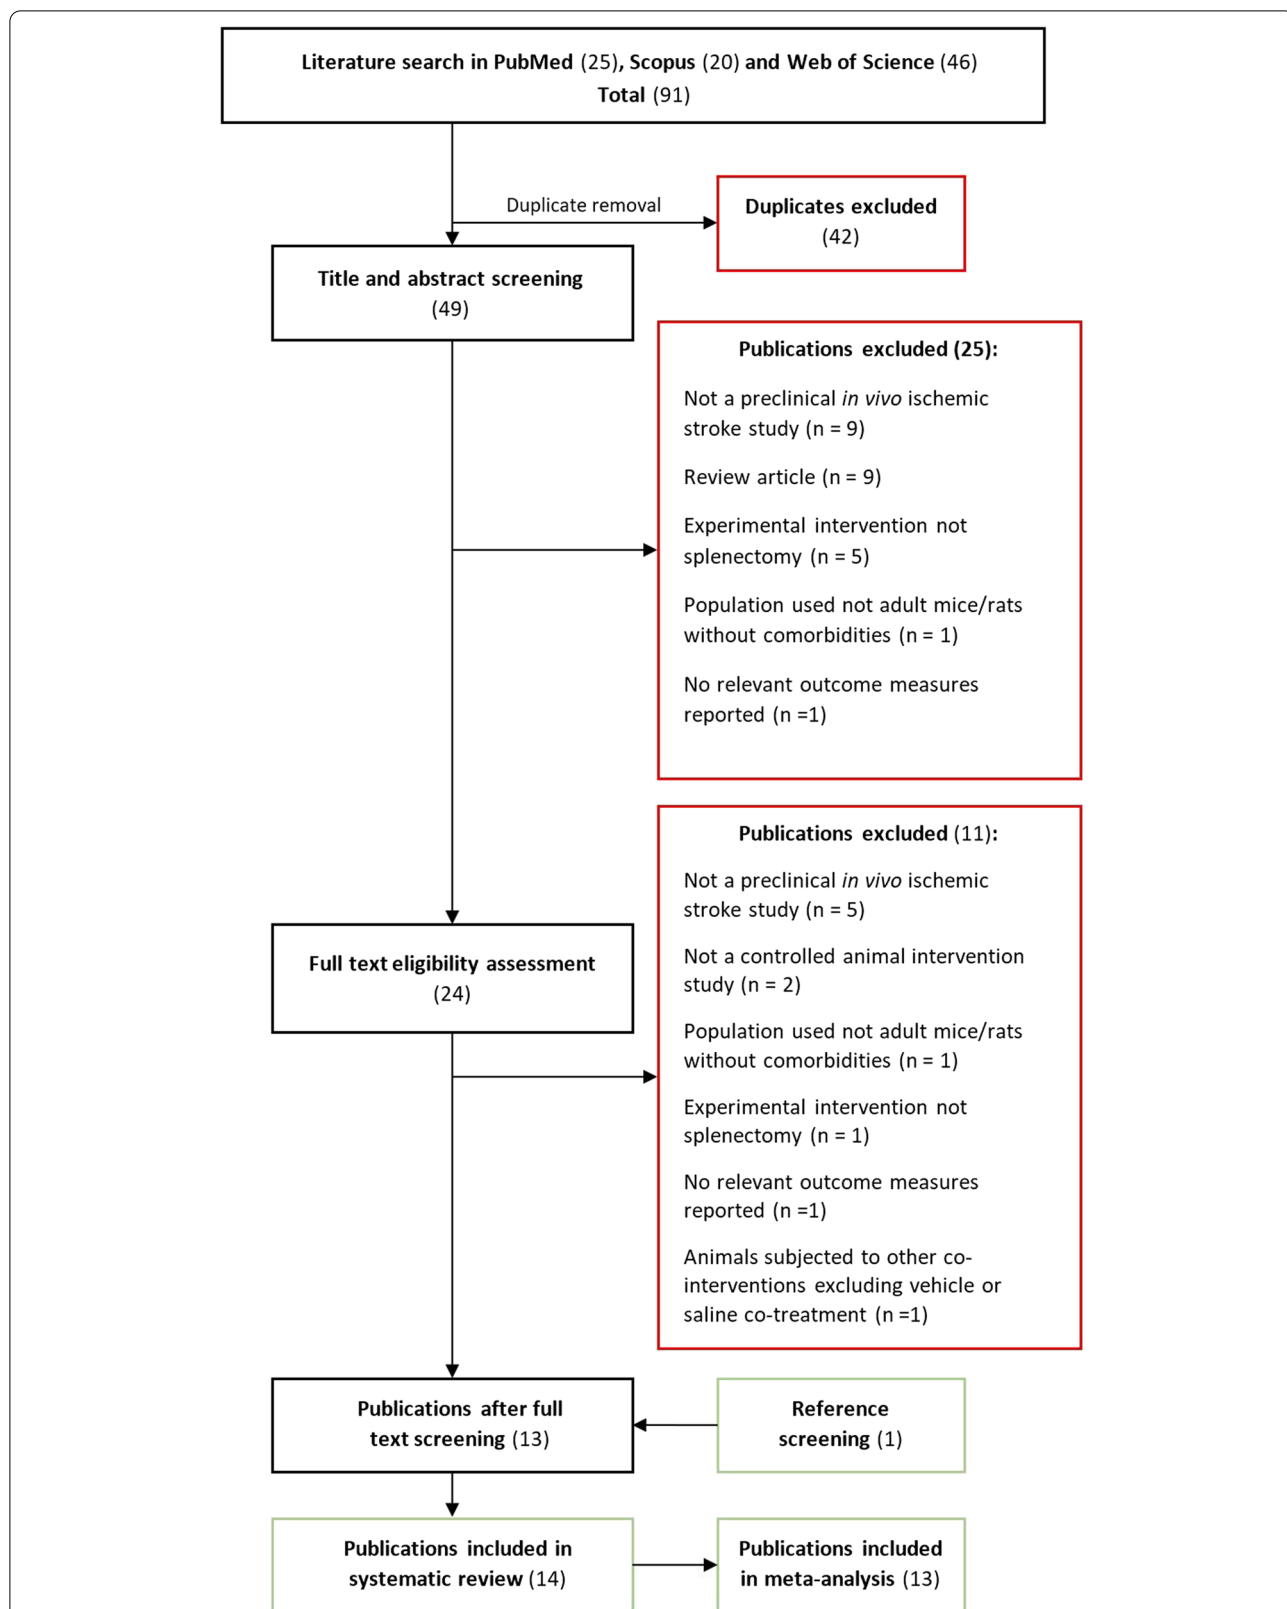 Literature search in PubMed (25), Scopus (20) and Web of Science (46)
Total (91)
Duplicate removal
Duplicates excluded
(42)
Title and abstract screening
(49)
Publications excluded (25):
Not a preclinical in vivo ischemic
stroke study (n = 9)
Review article (n = 9)
Experimental intervention not
splenectomy (n = 5)
Population used not adult mice/rats
without comorbidities (n = 1)
No relevant outcome measures
reported (n =1)
Publications excluded (11):
Not a preclinical in vivo ischemic
stroke study (n = 5)
Not a controlled animal intervention
study (n = 2)
Population used not adult mice/rats
without comorbidities (n = 1)
Experimental intervention not
splenectomy (n = 1)
No relevant outcome measures
reported (n =1)
Animals subjected to other co-
interventions excluding vehicle or
saline co-treatment (n =1)
Full text eligibility assessment
(24)
Publications after full
text screening (13)
Reference
screening (1)
Publications included in
systematic review (14)
Publications included
in meta-analysis (13)